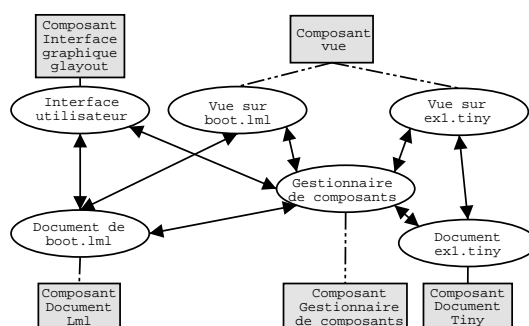 Composant
Interface
graphique
glayout
Composant
vue
Interface
utilisateur
Vue sur
boot.lml
Vue sur
ex1.tiny
Gestionnaire
de composants
Document de
boot.lml
Document
ex1.tiny
Composant
Document
Lml
Composant
Gestionnaire
de composants
Composant
Document
Tiny